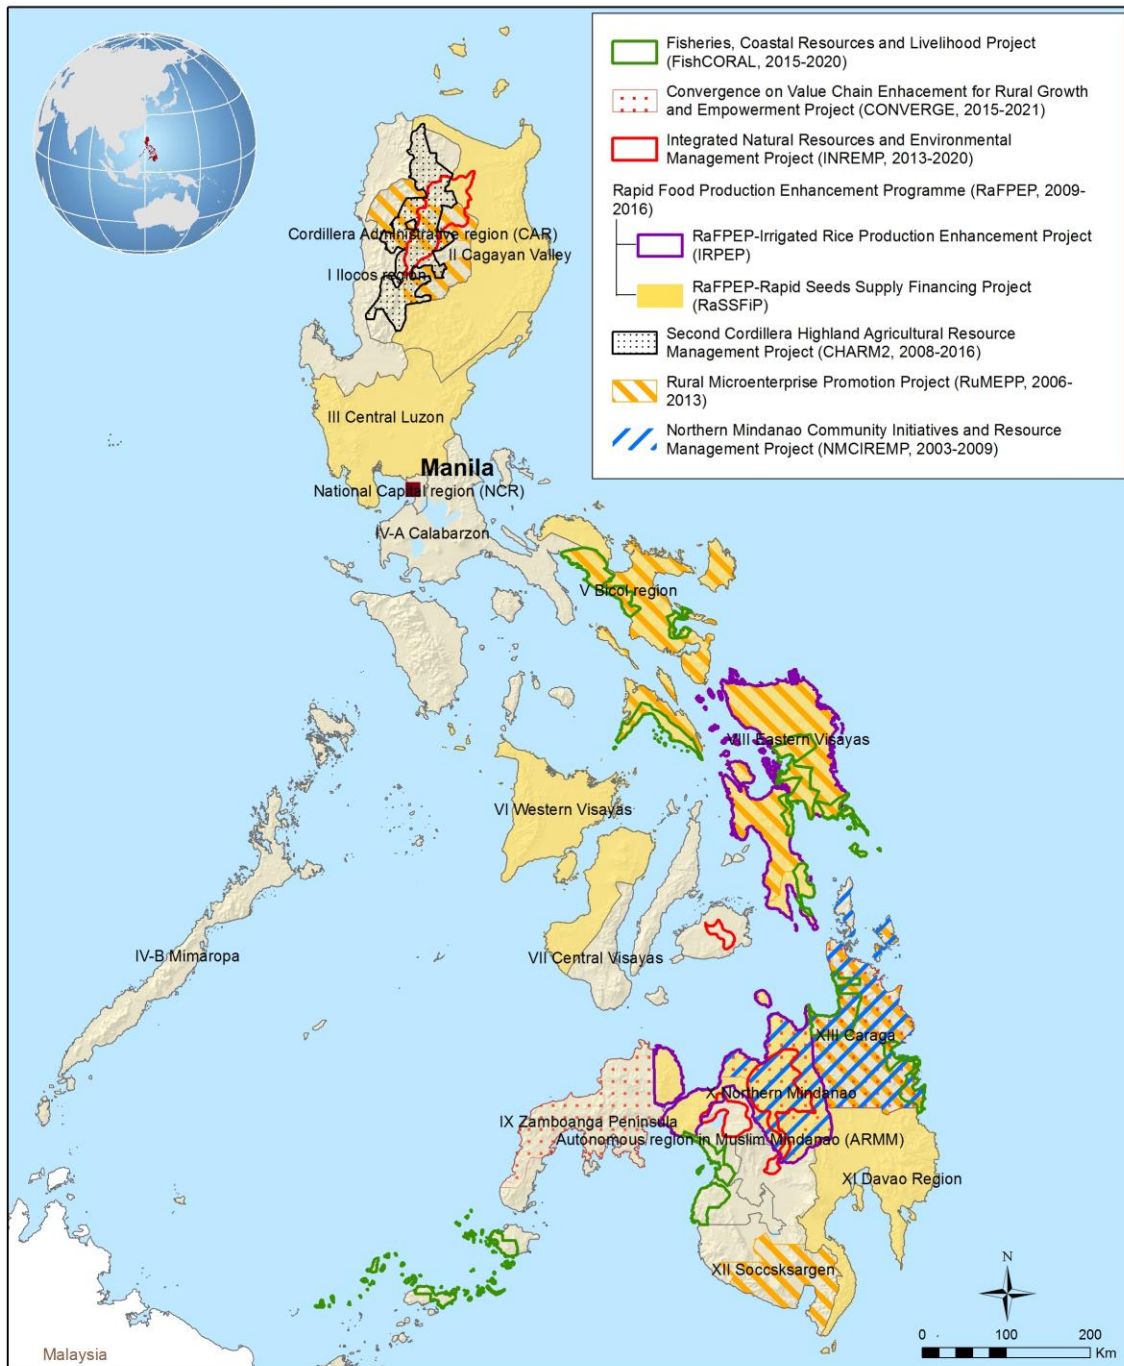 Fisheries, Coastal Resources and Livelihood Project
(FishCORAL, 2015-2020)
Convergence on Value Chain Enhacement for Rural Growth
and Empowerment Project (CONVERGE, 2015-2021)
Integrated Natural Resources and Environmental
Management Project (INREMP, 2013-2020)
Rapid Food Production Enhancement Programme (RaFPEP, 2009-
2016)
RaFPEP-Irrigated Rice Production Enhancement Project
(IRPEP)
RaFPEP-Rapid Seeds Supply Financing Project
(RaSSFiP)
Second Cordillera Highland Agricultural Resource
Management Project (CHARM2, 2008-2016)
Rural Microenterprise Promotion Project (RuMEPP, 2006-
2013)
Northern Mindanao Community Initiatives and Resource
Management Project (NMCIREMP, 2003-2009)
Cordillera Administrative region (CAR)
II Cagayan Valley
I Ilocos region
III Central Luzon
Manila
National Capital region (NCR)
IV-A Calabarzon
V Bicol region
VIII Eastern Visayas
VI Western Visayas
IV-B Mimaropa
VII Central Visayas
XIII Caraga
X Northern Mindanao
IX Zamboanga Peninsula
Autonomous region in Muslim Mindanao (ARMM)
XI Davao Region
XII Soccsksargen
N
0 100 200
Km
Malaysia